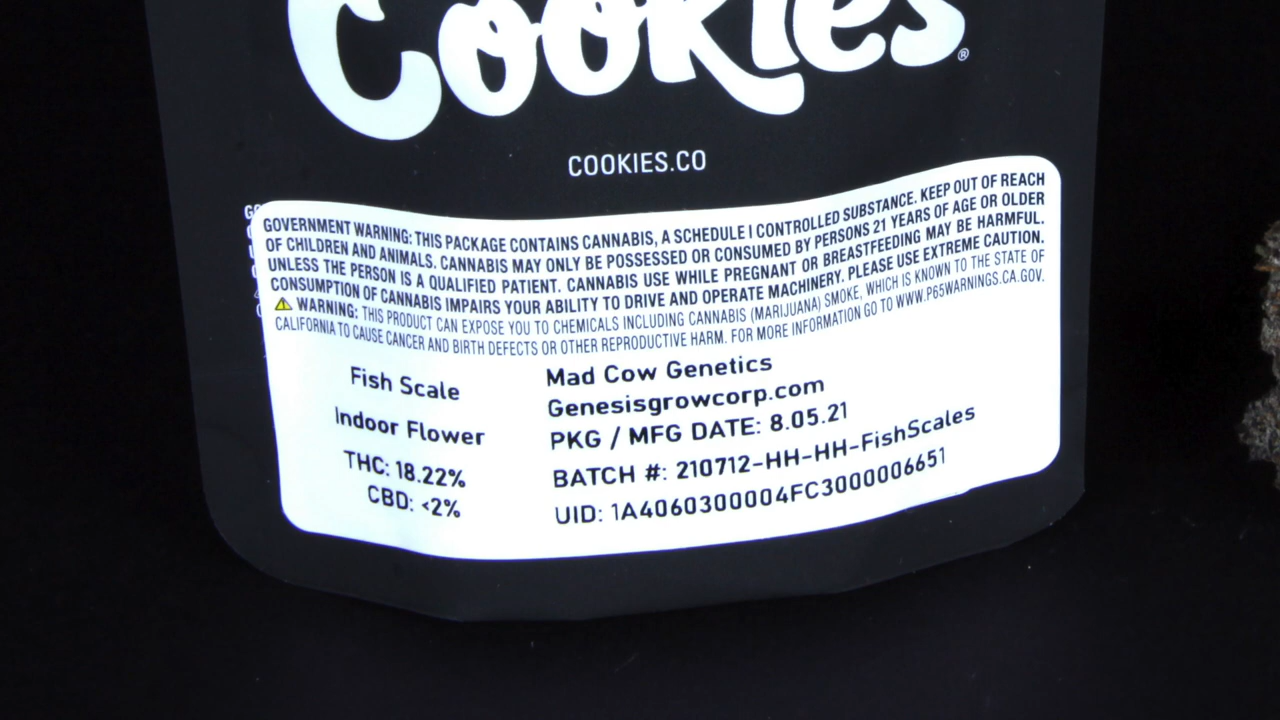 Cookies®
COOKIES.CO
GOVERNMENT WARNING: THIS PACKAGE CONTAINS CANNABIS, A SCHEDULE I CONTROLLED SUBSTANCE. KEEP OUT OF REACH
OF CHILDREN AND ANIMALS. CANNABIS MAY ONLY BE POSSESSED OR CONSUMED BY PERSONS 21 YEARS OF AGE OR OLDER
UNLESS THE PERSON IS A QUALIFIED PATIENT. CANNABIS USE WHILE PREGNANT OR BREASTFEEDING MAY BE HARMFUL.
CONSUMPTION OF CANNABIS IMPAIRS YOUR ABILITY TO DRIVE AND OPERATE MACHINERY. PLEASE USE EXTREME CAUTION.
WARNING: THIS PRODUCT CAN EXPOSE YOU TO CHEMICALS INCLUDING CANNABIS (MARIJUANA) SMOKE, WHICH IS KNOWN TO THE STATE OF
CALIFORNIA TO CAUSE CANCER AND BIRTH DEFECTS OR OTHER REPRODUCTIVE HARM. FOR MORE INFORMATION GO TO WWW.P65WARNINGS.CA.GOV.
Fish Scale
Indoor Flower
THC: 18.22%
CBD: <2%
Mad Cow Genetics
Genesisgrowcorp.com
PKG / MFG DATE: 8.05.21
BATCH #: 210712-HH-HH-FishScales
UID: 1A4060300004FC3000006651